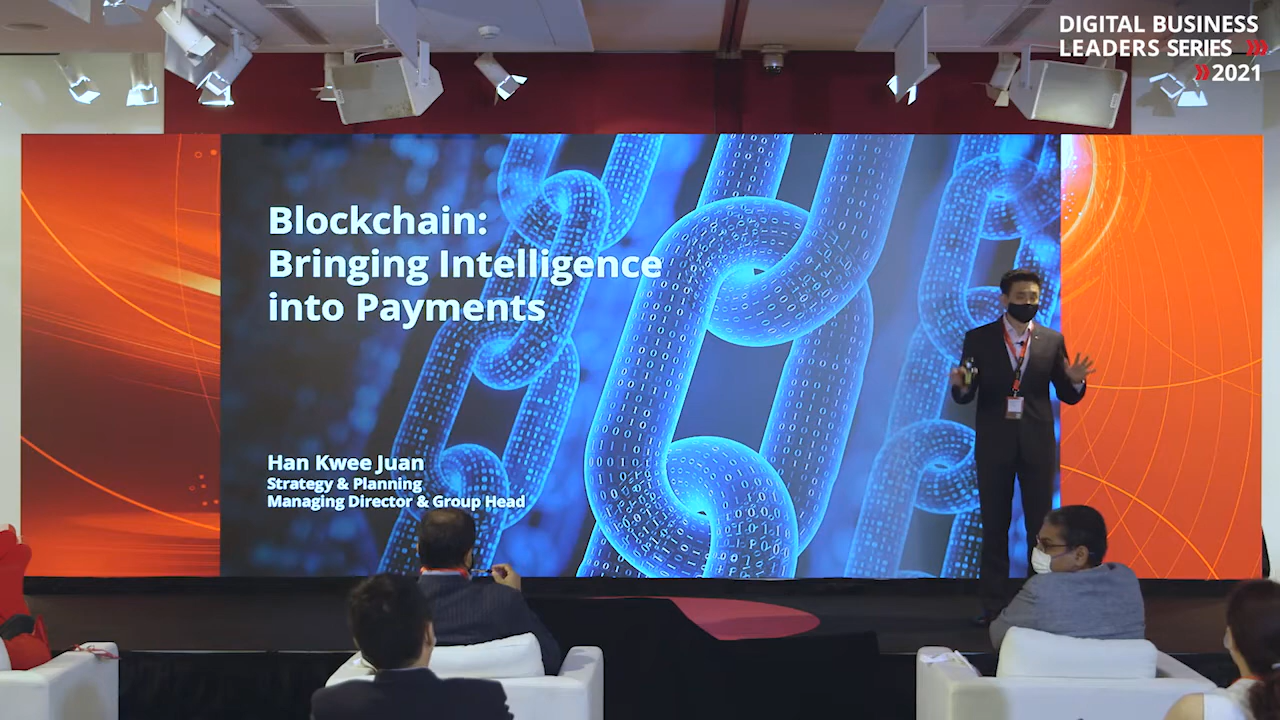 DIGITAL BUSINESS
LEADERS SERIES
2021
Blockchain:
Bringing Intelligence
into Payments
Han Kwee Juan
Strategy & Planning
Managing Director & Group Head